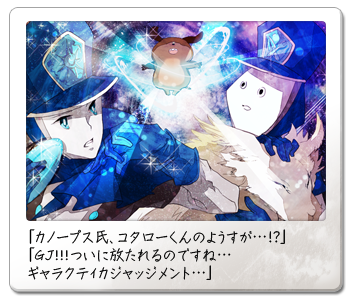 「カノープス氏、コタローくんのようすが…!?」
「GJ!!!ついに放たれるのですね…
ギャラクティカジャッジメント…」